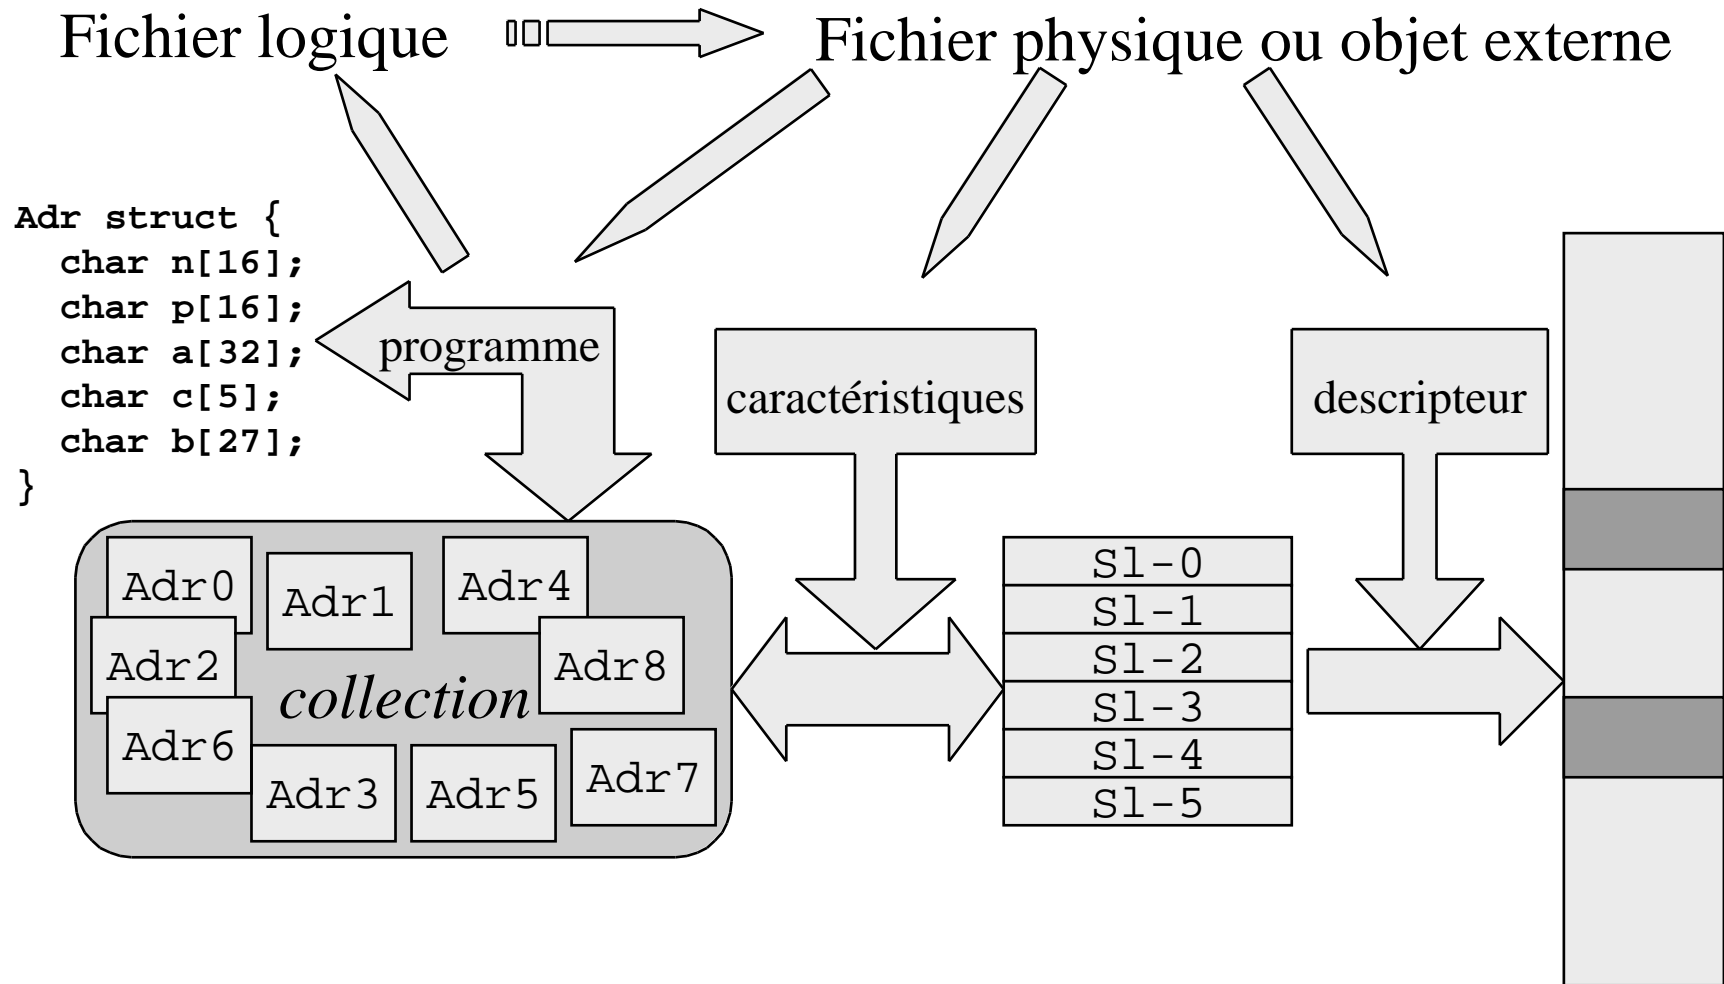 Fichier logique
Fichier physique ou objet externe
Adr struct {
char n[16];
char p[16];
char a[32];
char c[5];
char b[27];
}
programme
caractéristiques
descripteur
Adr0
Adr1
Adr4
Adr2
Adr8
collection
Adr6
Adr3
Adr5
Adr7
Sl-0
Sl-1
Sl-2
Sl-3
Sl-4
Sl-5